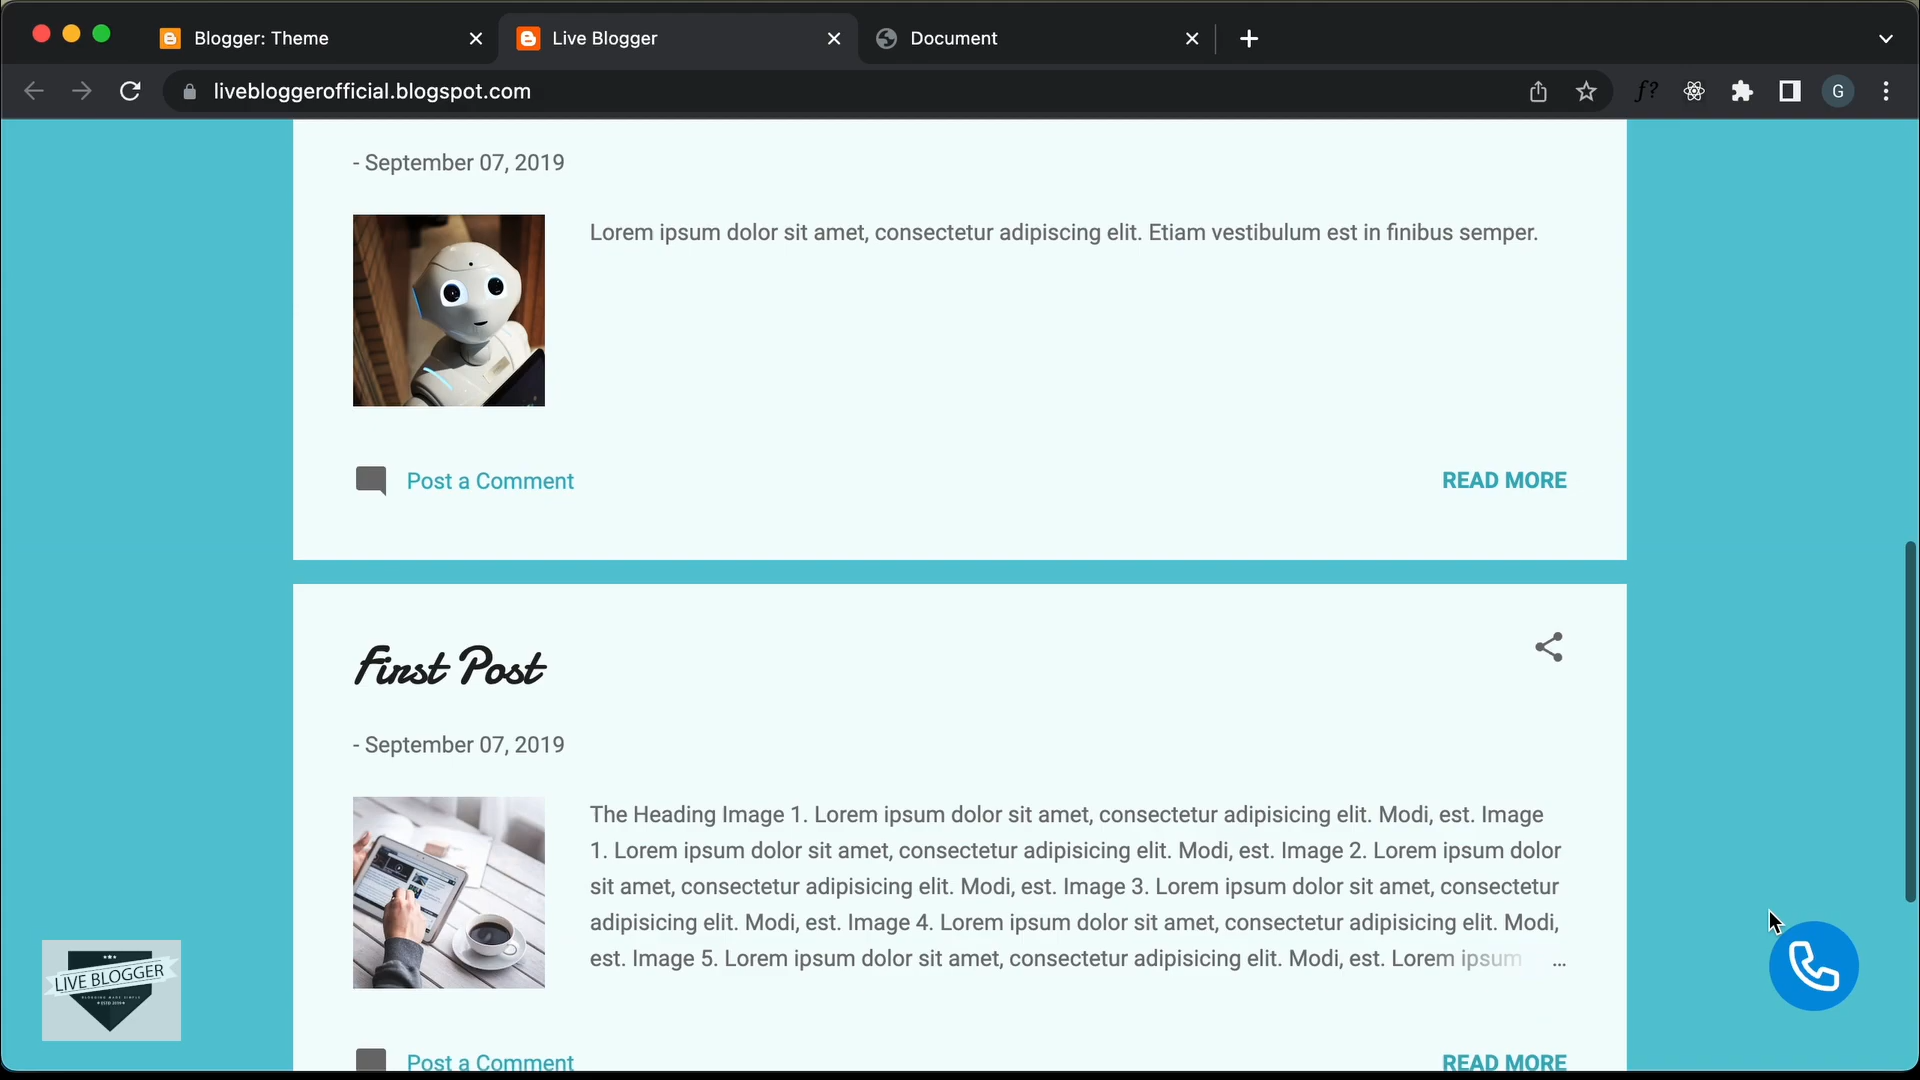 Blogger: Theme
Live Blogger
Document
livebloggerofficial.blogspot.com
f?
G
- September 07, 2019
Lorem ipsum dolor sit amet, consectetur adipiscing elit. Etiam vestibulum est in finibus semper.
Post a Comment
READ MORE
First Post
- September 07, 2019
The Heading Image 1. Lorem ipsum dolor sit amet, consectetur adipisicing elit. Modi, est. Image
1. Lorem ipsum dolor sit amet, consectetur adipisicing elit. Modi, est. Image 2. Lorem ipsum dolor
sit amet, consectetur adipisicing elit. Modi, est. Image 3. Lorem ipsum dolor sit amet, consectetur
adipisicing elit. Modi, est. Image 4. Lorem ipsum dolor sit amet, consectetur adipisicing elit. Modi,
est. Image 5. Lorem ipsum dolor sit amet, consectetur adipisicing elit. Modi, est. Lorem ipsum ...
LIVE BLOGGER
BLOGGING MADE SIMPLE
Post a Comment
READ MORE